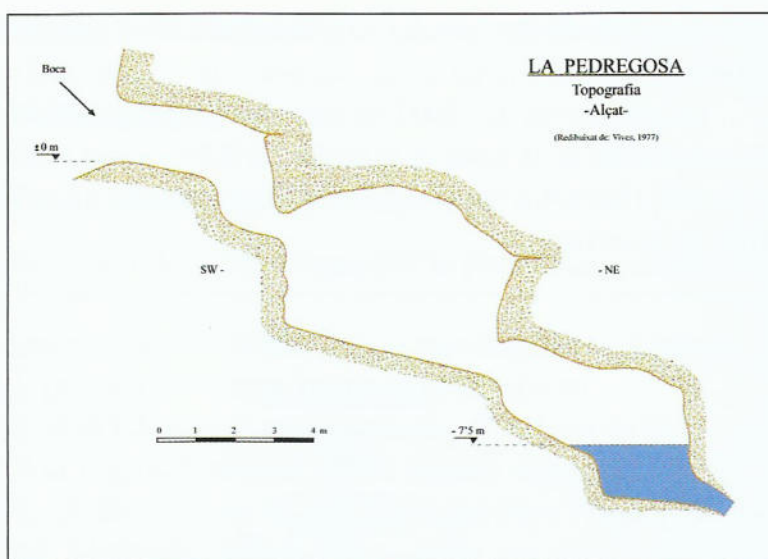 LA PEDREGOSA
Topografia
-Alçat-
(Redibuixat de: Vives, 1977)
Boca
±0 m
SW -
- NE
0 1 2 3 4 m
- 7'5 m